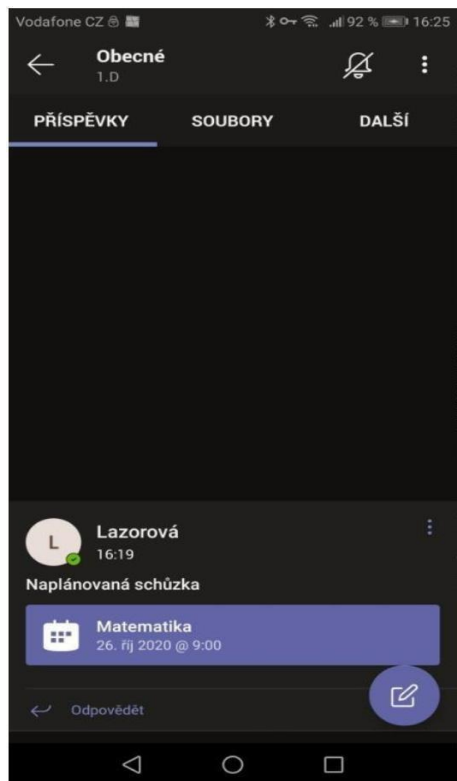 Vodafone CZ 92 % 16:25
Obecné
1.D
PŘÍSPĚVKY SOUBORY DALŠÍ
L
Lazorová
16:19
Naplánovaná schůzka
Matematika
26. říj 2020 @ 9:00
Odpovědět